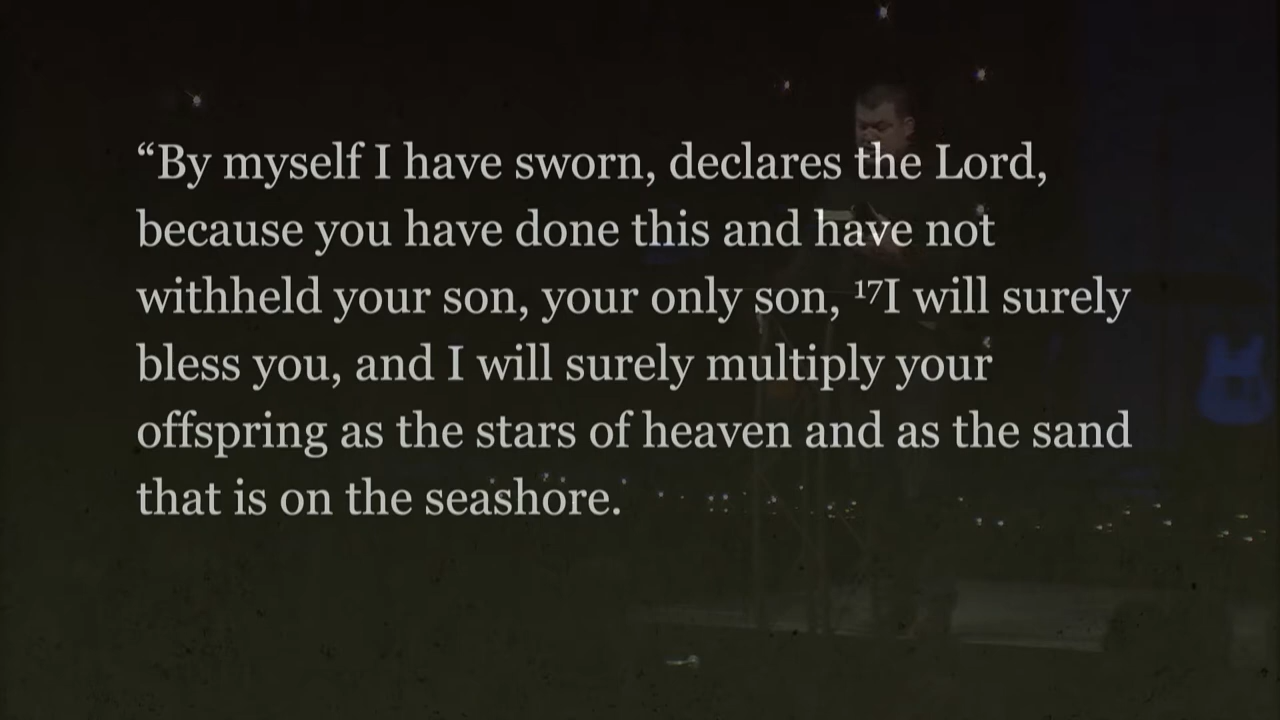 “By myself I have sworn, declares the Lord,
because you have done this and have not
withheld your son, your only son, ¹⁷I will surely
bless you, and I will surely multiply your
offspring as the stars of heaven and as the sand
that is on the seashore.